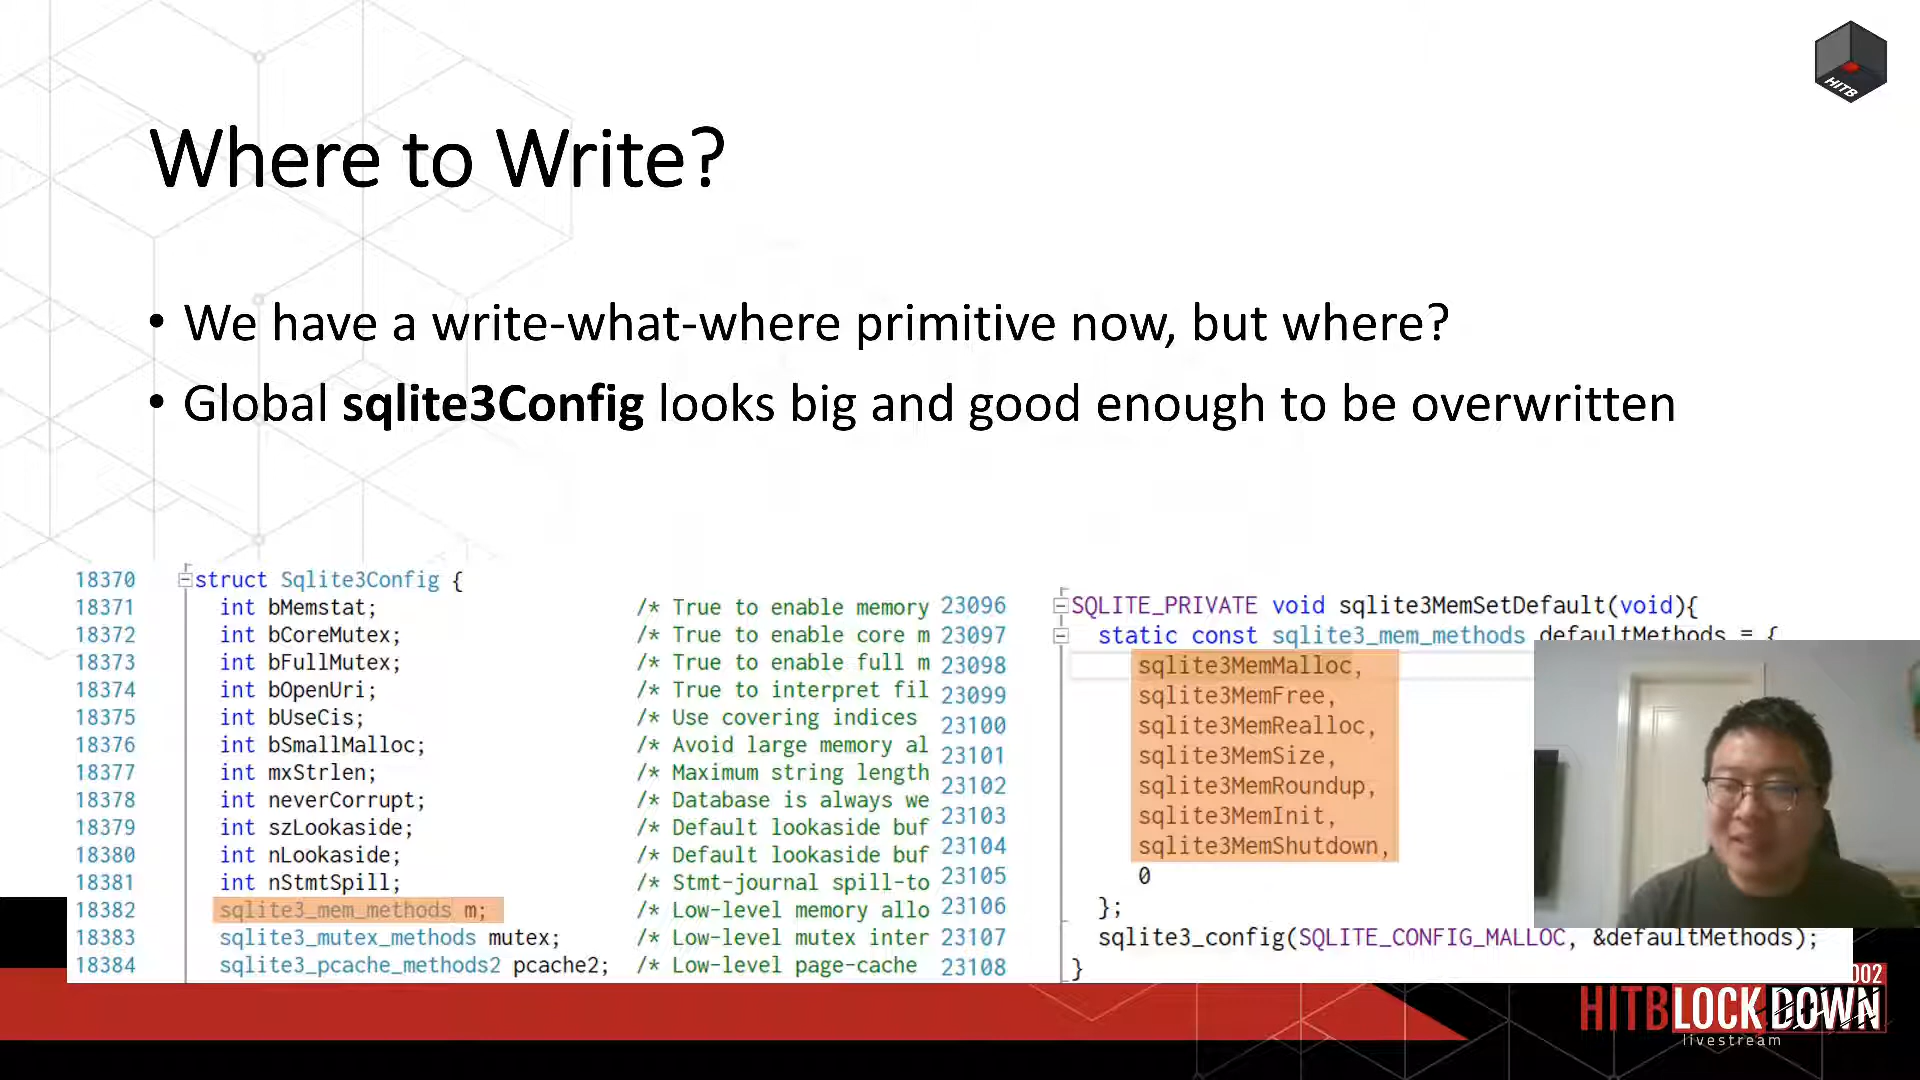 HITB
Where to Write?
• We have a write-what-where primitive now, but where?
• Global sqlite3Config looks big and good enough to be overwritten
18370 struct Sqlite3Config {
18371 int bMemstat; /* True to enable memory
18372 int bCoreMutex; /* True to enable core m
18373 int bFullMutex; /* True to enable full m
18374 int bOpenUri; /* True to interpret fil
18375 int bUseCis; /* Use covering indices
18376 int bSmallMalloc; /* Avoid large memory al
18377 int mxStrlen; /* Maximum string length
18378 int neverCorrupt; /* Database is always we
18379 int szLookaside; /* Default lookaside buf
18380 int nLookaside; /* Default lookaside buf
18381 int nStmtSpill; /* Stmt-journal spill-to
18382 sqlite3_mem_methods m; /* Low-level memory allo
18383 sqlite3_mutex_methods mutex; /* Low-level mutex inter
18384 sqlite3_pcache_methods2 pcache2; /* Low-level page-cache
23096 SQLITE_PRIVATE void sqlite3MemSetDefault(void){
23097 static const sqlite3_mem_methods defaultMethods = {
23098 sqlite3MemMalloc,
23099 sqlite3MemFree,
23100 sqlite3MemRealloc,
23101 sqlite3MemSize,
23102 sqlite3MemRoundup,
23103 sqlite3MemInit,
23104 sqlite3MemShutdown,
23105 0
23106 };
23107 sqlite3_config(SQLITE_CONFIG_MALLOC, &defaultMethods);
23108 }
002
HITBLOCKDOWN
livestream